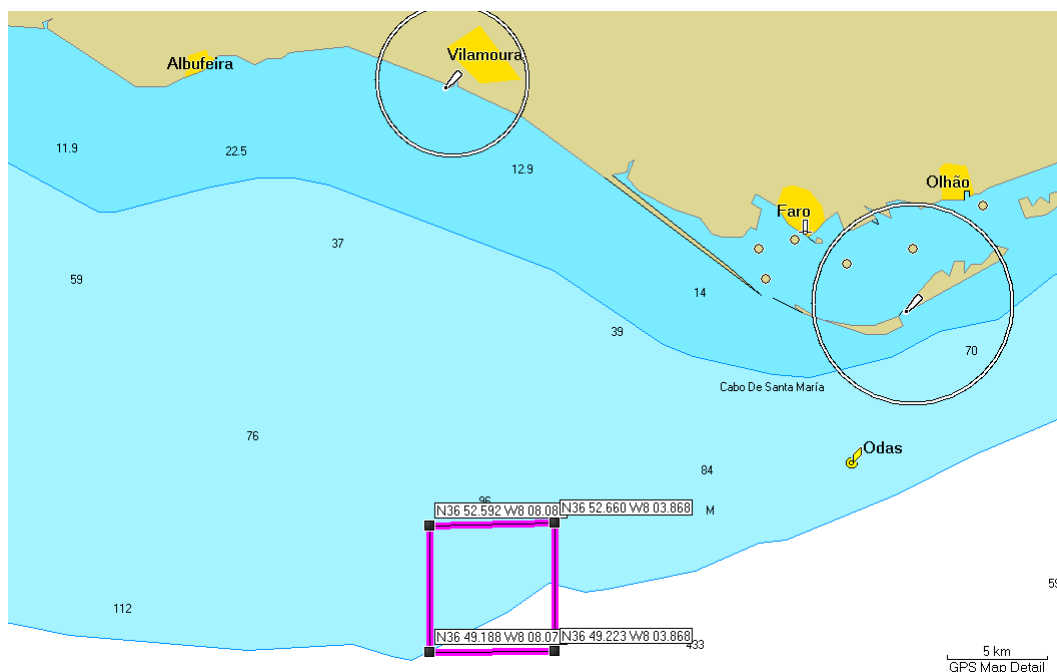 Vilamoura
Albufeira
11.9
22.5
12.9
Olhão
Faro
37
59
14
39
70
Cabo De Santa María
76
Odas
84
96
N36 52.592 W8 08.08
N36 52.660 W8 03.868
M
59
112
N36 49.188 W8 08.07
N36 49.223 W8 03.868
433
5 km
GPS Map Detail